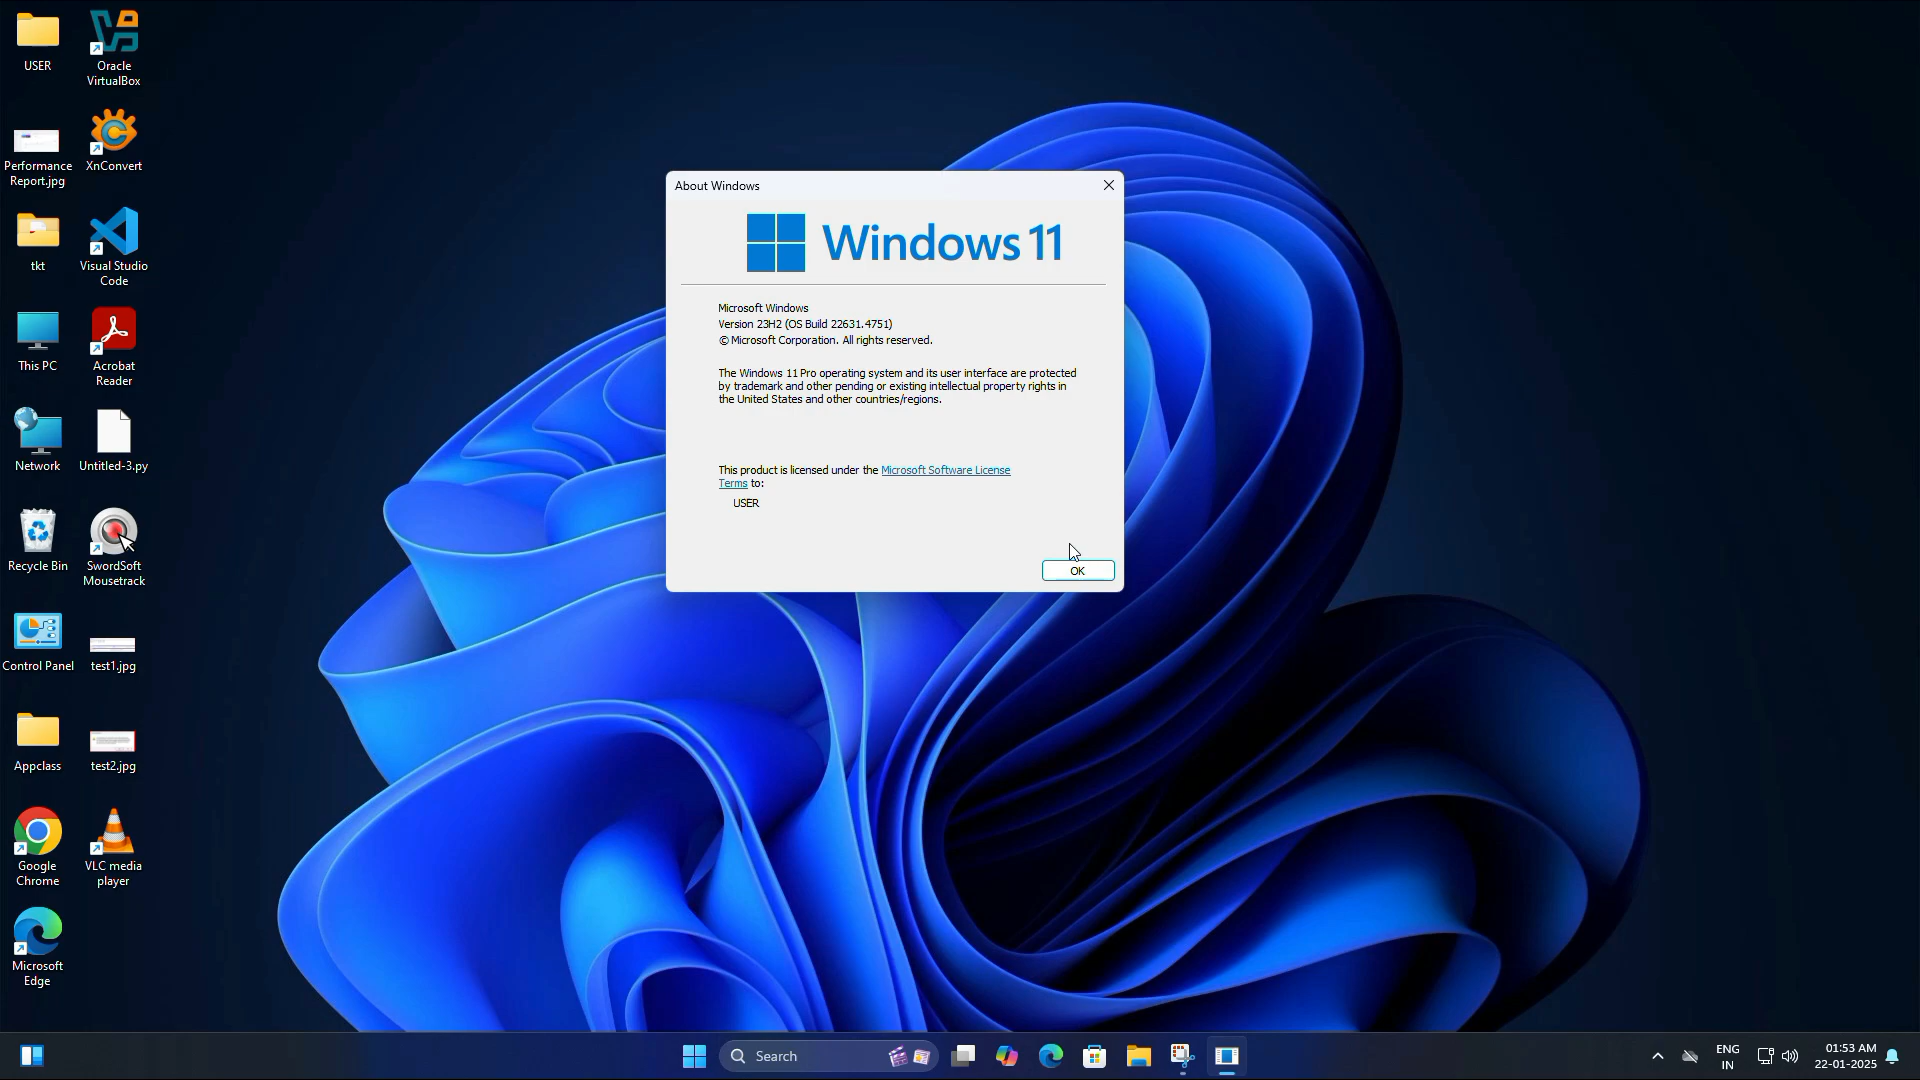 USER
Oracle
VirtualBox
Performance
Report.jpg
XnConvert
tkt
Visual Studio
Code
This PC
Acrobat
Reader
Network
Untitled-3.py
Recycle Bin
SwordSoft
Mousetrack
Control Panel
test1.jpg
Appclass
test2.jpg
Google
Chrome
VLC media
player
Microsoft
Edge
About Windows
Windows 11
Microsoft Windows
Version 23H2 (OS Build 22631.4751)
© Microsoft Corporation. All rights reserved.
The Windows 11 Pro operating system and its user interface are protected
by trademark and other pending or existing intellectual property rights in
the United States and other countries/regions.
This product is licensed under the Microsoft Software License
Terms to:
USER
OK
Search
ENG
IN
01:53 AM
22-01-2025